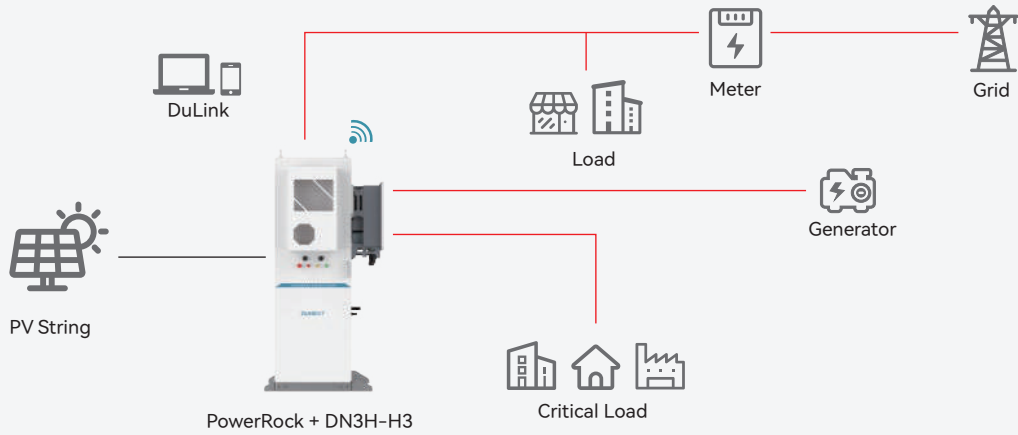 DuLink
Meter
Grid
Load
Generator
PV String
Critical Load
PowerRock + DN3H-H3